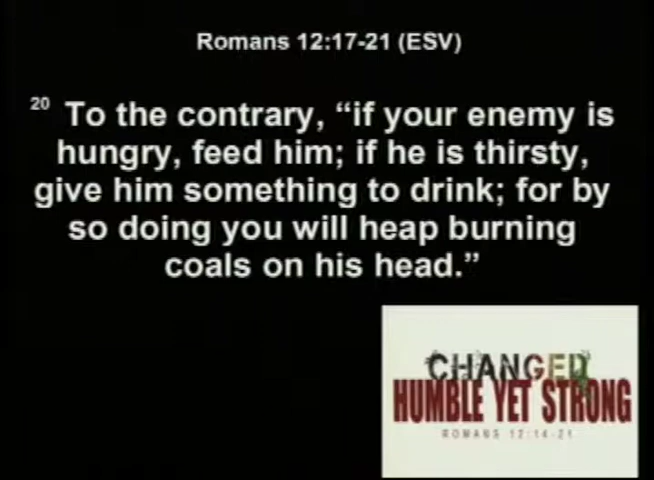 Romans 12:17-21 (ESV)
20 To the contrary, “if your enemy is
hungry, feed him; if he is thirsty,
give him something to drink; for by
so doing you will heap burning
coals on his head.”
CHANGED
HUMBLE YET STRONG
ROMANS 12:14-21